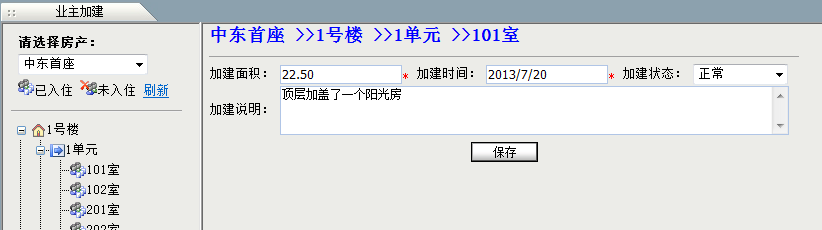 业主加建
请选择房产：
中东首座
已入住 未入住 刷新
1号楼
1单元
101室
102室
201室
202室
中东首座 >>1号楼 >>1单元 >>101室
加建面积： 22.50 * 加建时间： 2013/7/20 * 加建状态： 正常
加建说明： 顶层加盖了一个阳光房
保存